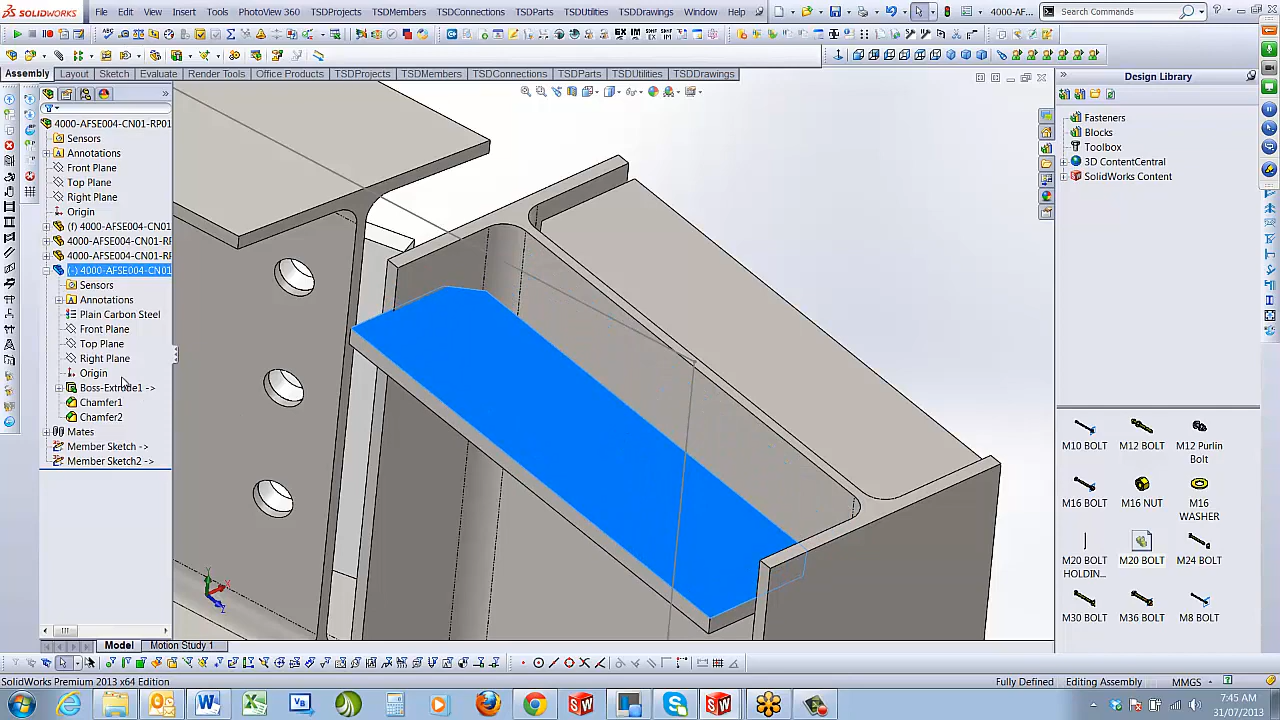 SOLIDWORKS File Edit View Insert Tools PhotoView 360 TSDProjects TSDMembers TSDConnections TSDParts TSDUtilities TSDDrawings Window Help 4000-AF... Search Commands
Assembly Layout Sketch Evaluate Render Tools Office Products TSDProjects TSDMembers TSDConnections TSDParts TSDUtilities TSDDrawings
Design Library
4000-AFSE004-CN01-RP01
Sensors
Annotations
Front Plane
Top Plane
Right Plane
Origin
(f) 4000-AFSE004-CN01
4000-AFSE004-CN01-RP
4000-AFSE004-CN01-RP
(-) 4000-AFSE004-CN01
Sensors
Annotations
Plain Carbon Steel
Front Plane
Top Plane
Right Plane
Origin
Boss-Extrude1 ->
Chamfer1
Chamfer2
Mates
Member Sketch ->
Member Sketch2 ->
Fasteners
Blocks
Toolbox
3D ContentCentral
SolidWorks Content
M10 BOLT M12 BOLT M12 Purlin Bolt
M16 BOLT M16 NUT M16 WASHER
M20 BOLT HOLDIN... M20 BOLT M24 BOLT
M30 BOLT M36 BOLT M8 BOLT
Y
X
Z
Model Motion Study 1
SolidWorks Premium 2013 x64 Edition Fully Defined Editing Assembly MMGS
7:45 AM
31/07/2013